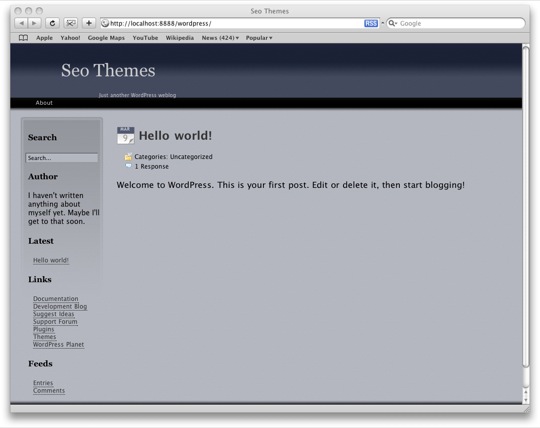 Seo Themes
http://localhost:8888/wordpress/
RSS
Google
Apple
Yahoo!
Google Maps
YouTube
Wikipedia
News (424)
Popular
Seo Themes
Just another WordPress weblog
About
Search
Search...
Author
I haven't written
anything about
myself yet. Maybe I'll
get to that soon.
Latest
Hello world!
Links
Documentation
Development Blog
Suggest Ideas
Support Forum
Plugins
Themes
WordPress Planet
Feeds
Entries
Comments
MAR
9
Hello world!
Categories: Uncategorized
1 Response
Welcome to WordPress. This is your first post. Edit or delete it, then start blogging!